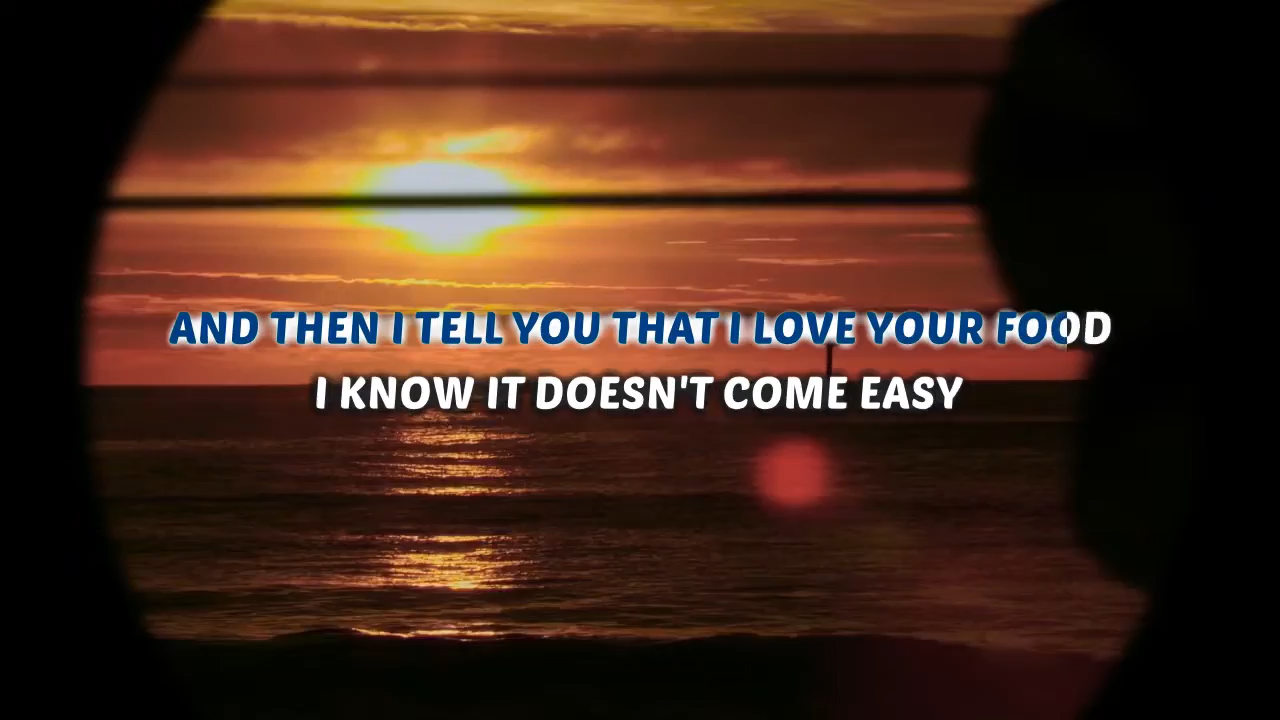 AND THEN I TELL YOU THAT I LOVE YOUR FOOD
I KNOW IT DOESN'T COME EASY